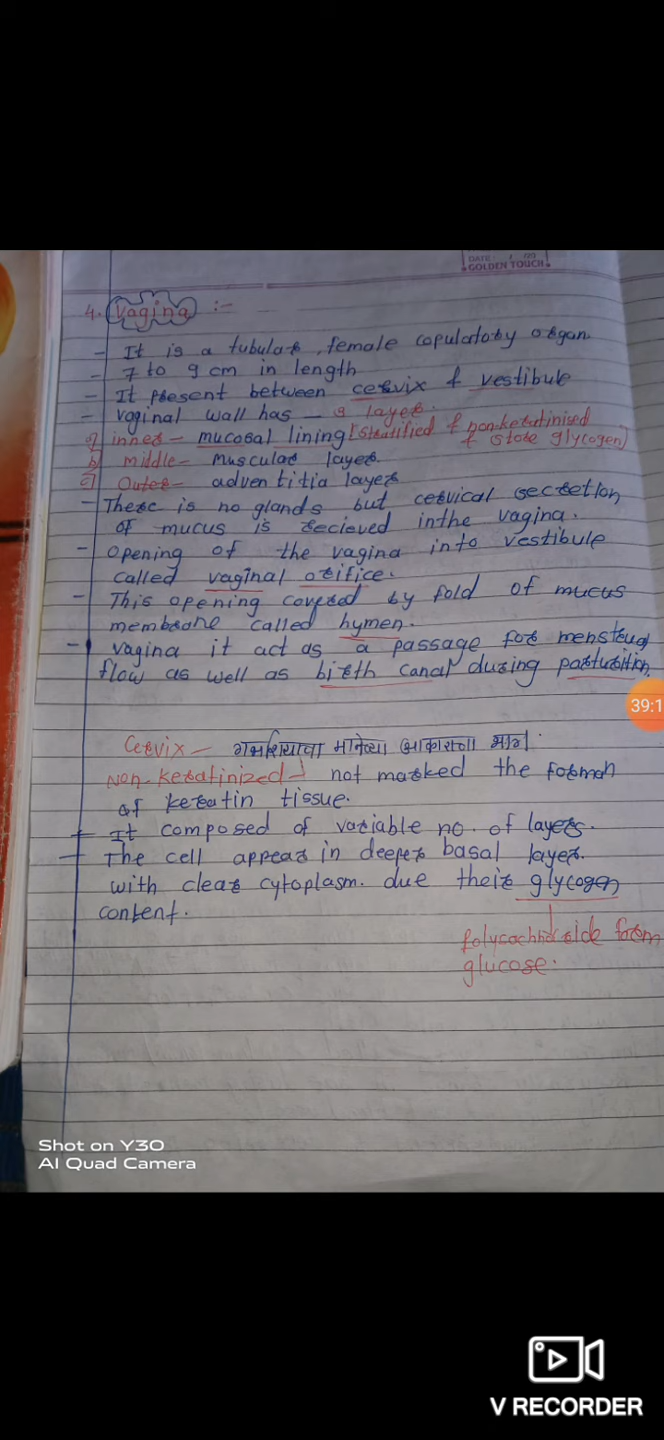 DATE: / /20
GOLDEN TOUCH
4. Vagina :-
- It is a tubular, female copulatory organ.
- 7 to 9 cm in length
- It present between cervix & vestibule
- vaginal wall has - 3 layer.
a) inner - mucosal lining [stratified & non-keratinised
& store glycogen]
b) middle - muscular layer
c) Outer - adventitia layer
- There is no glands but cervical secretion
of mucus is recieved inthe vagina.
- opening of the vagina into vestibule
called vaginal orifice.
- This opening covered by fold of mucus
membrane called hymen.
- vagina it act as a passage for menstrual
flow as well as birth canal during parturition.
39:1
Cervix - गर्भाशयाचा मानेच्या आकाराचा भाग.
Non-keratinized - not marked the forman
of keratin tissue.
- It composed of variable no. of layers.
- The cell appear in deeper basal layer.
with clear cytoplasm. due their glycogen
content.
form
glucose.
Shot on Y30
AI Quad Camera
V RECORDER